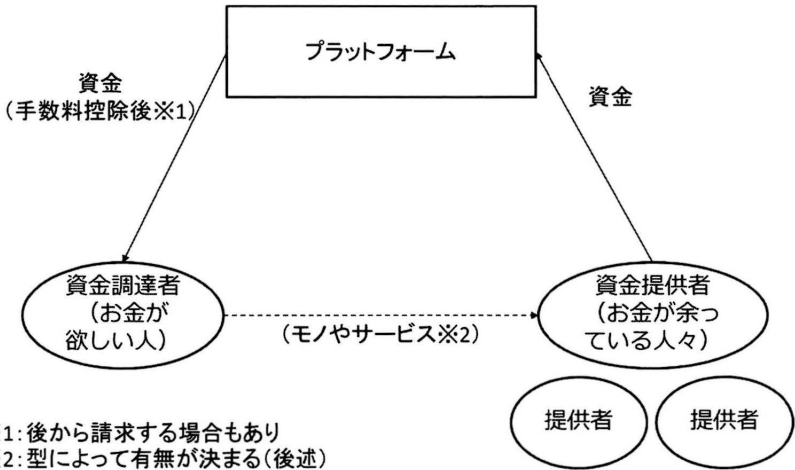 プラットフォーム
資金
(手数料控除後※1)
資金
資金調達者
(お金が
欲しい人)
(モノやサービス※2)
資金提供者
(お金が余っ
ている人々)
提供者
提供者
※1:後から請求する場合もあり
※2:型によって有無が決まる(後述)